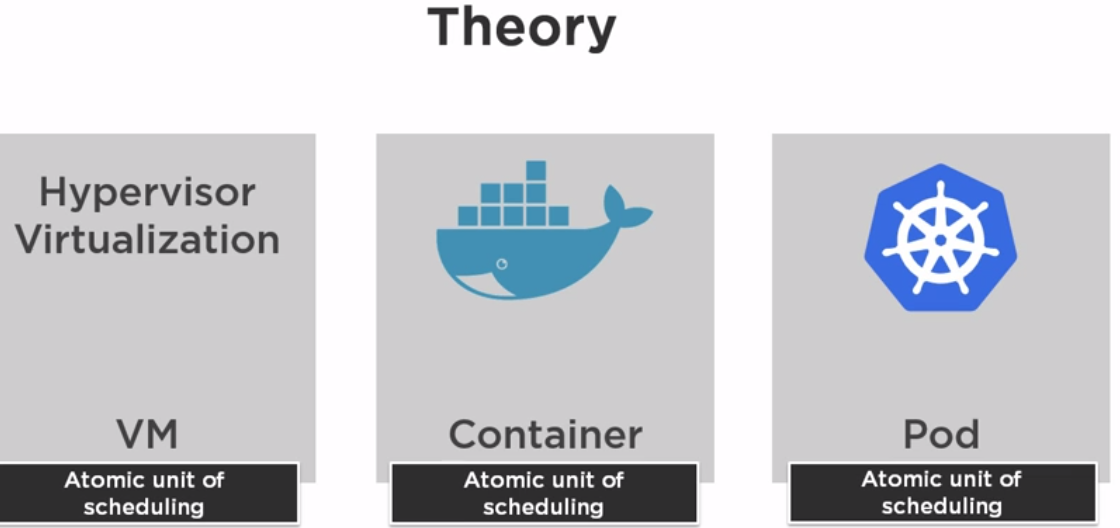 Theory
Hypervisor
Virtualization
VM
Atomic unit of
scheduling
Container
Atomic unit of
scheduling
Pod
Atomic unit of
scheduling